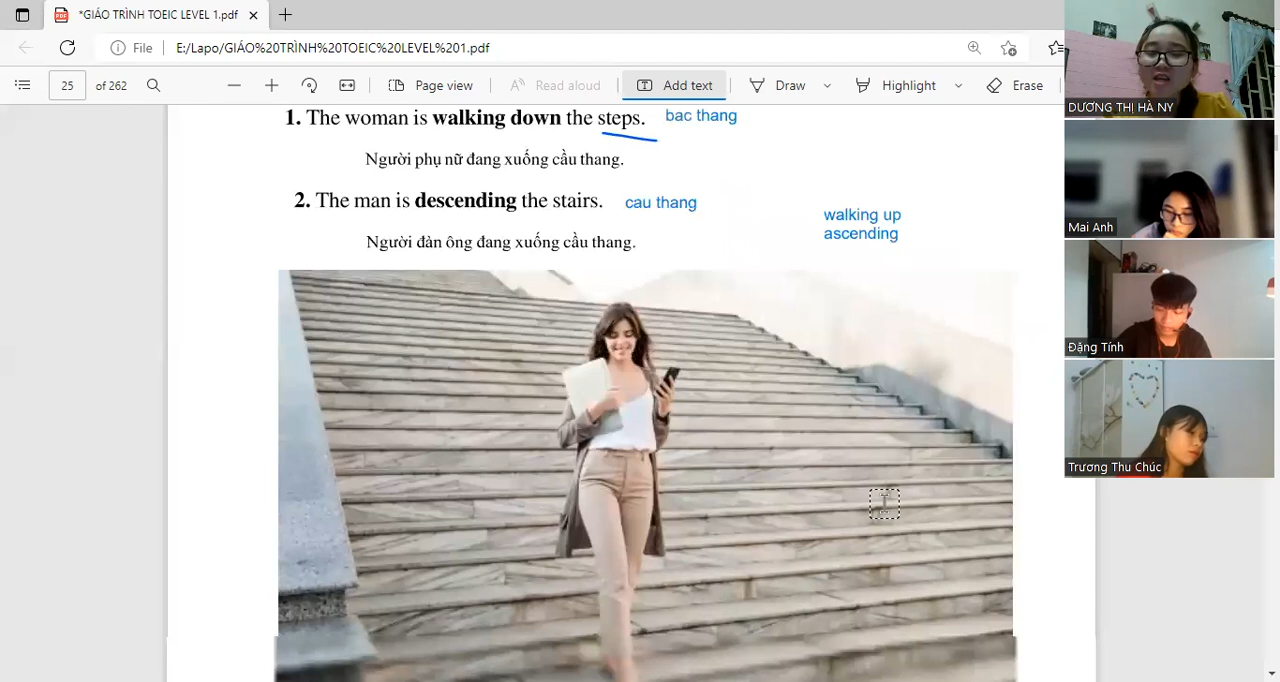 *GIÁO TRÌNH TOEIC LEVEL 1.pdf
File E:/Lapo/GIÁO%20TRÌNH%20TOEIC%20LEVEL%201.pdf
25 of 262 Page view Read aloud Add text Draw Highlight Erase
1. The woman is walking down the steps. bac thang
Người phụ nữ đang xuống cầu thang.
2. The man is descending the stairs. cau thang
Người đàn ông đang xuống cầu thang.
walking up
ascending
DƯƠNG THỊ HÀ NY
Mai Anh
Đặng Tính
Trương Thu Chúc